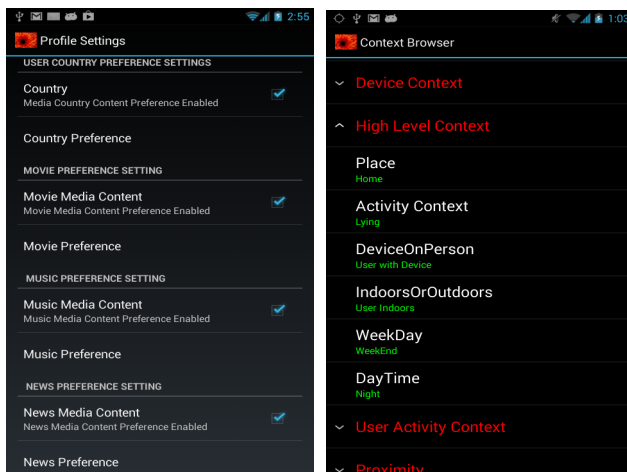 2:55
Profile Settings
USER COUNTRY PREFERENCE SETTINGS
Country
Media Country Content Preference Enabled
Country Preference
MOVIE PREFERENCE SETTING
Movie Media Content
Movie Media Content Preference Enabled
Movie Preference
MUSIC PREFERENCE SETTING
Music Media Content
Music Media Content Preference Enabled
Music Preference
NEWS PREFERENCE SETTING
News Media Content
News Media Content Preference Enabled
News Preference
1:03
Context Browser
Device Context
High Level Context
Place
Home
Activity Context
Lying
DeviceOnPerson
User with Device
IndoorsOrOutdoors
User Indoors
WeekDay
WeekEnd
DayTime
Night
User Activity Context
Proximity